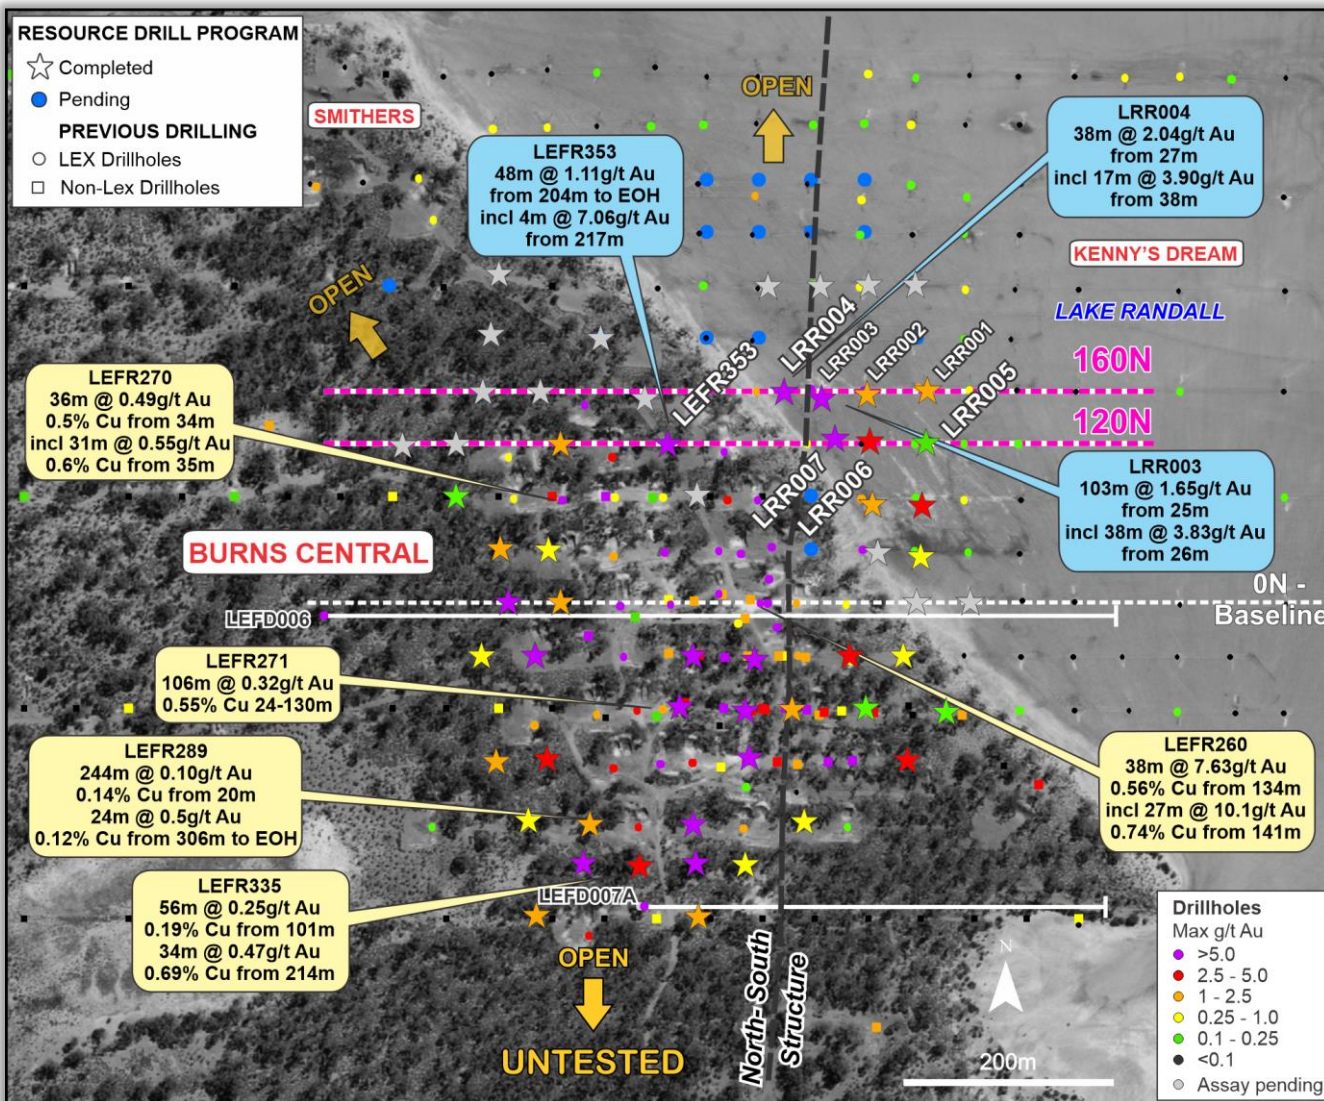 RESOURCE DRILL PROGRAM
Completed
Pending
PREVIOUS DRILLING
LEX Drillholes
Non-Lex Drillholes
SMITHERS
OPEN
LEFR353
48m @ 1.11g/t Au
from 204m to EOH
incl 4m @ 7.06g/t Au
from 217m
LRR004
38m @ 2.04g/t Au
from 27m
incl 17m @ 3.90g/t Au
from 38m
KENNY'S DREAM
LAKE RANDALL
OPEN
160N
120N
LEFR353
LRR004
LRR003
LRR002
LRR001
LRR005
LRR007
LRR006
LEFR270
36m @ 0.49g/t Au
0.5% Cu from 34m
incl 31m @ 0.55g/t Au
0.6% Cu from 35m
LRR003
103m @ 1.65g/t Au
from 25m
incl 38m @ 3.83g/t Au
from 26m
BURNS CENTRAL
0N -
Baseline
LEFD006
LEFR271
106m @ 0.32g/t Au
0.55% Cu 24-130m
LEFR289
244m @ 0.10g/t Au
0.14% Cu from 20m
24m @ 0.5g/t Au
0.12% Cu from 306m to EOH
LEFR260
38m @ 7.63g/t Au
0.56% Cu from 134m
incl 27m @ 10.1g/t Au
0.74% Cu from 141m
LEFR335
56m @ 0.25g/t Au
0.19% Cu from 101m
34m @ 0.47g/t Au
0.69% Cu from 214m
LEFD007A
OPEN
UNTESTED
North- South
Structure
N
200m
Drillholes
Max g/t Au
>5.0
2.5 - 5.0
1 - 2.5
0.25 - 1.0
0.1 - 0.25
<0.1
Assay pending